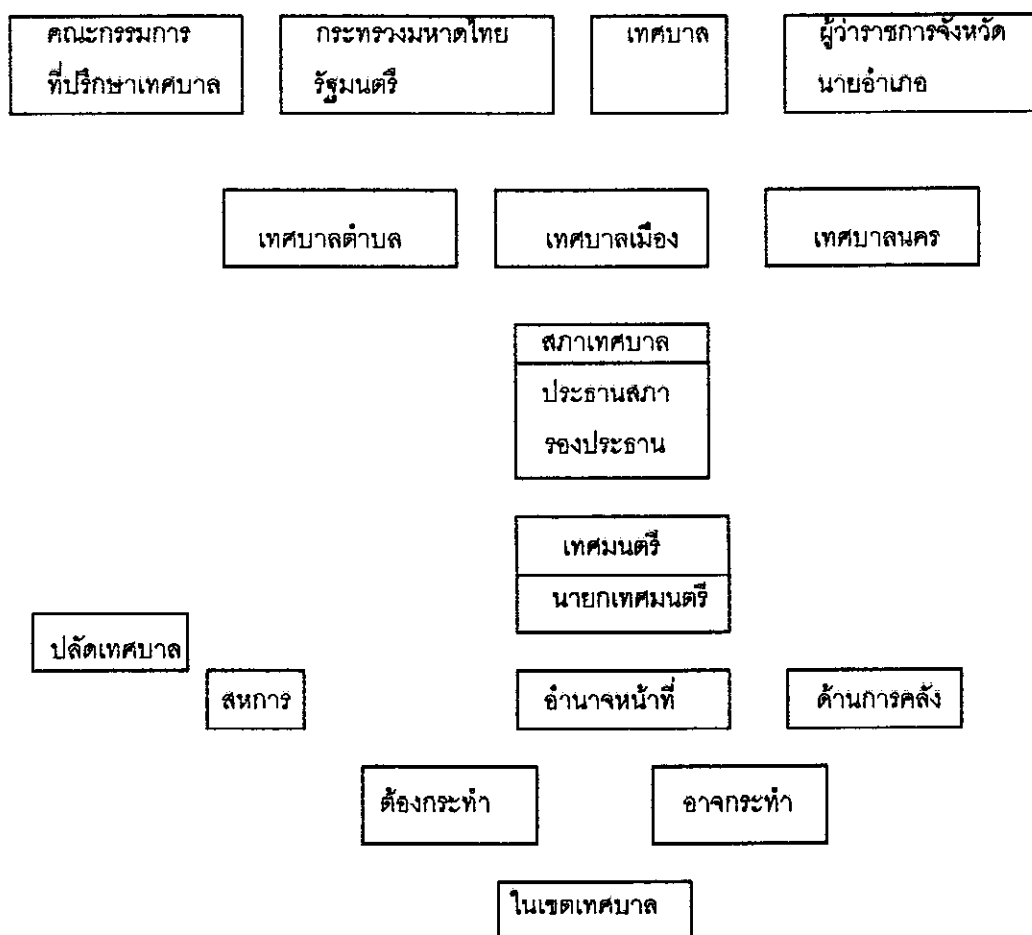 คณะกรรมการ
ที่ปรึกษาเทศบาล
กระทรวงมหาดไทย
รัฐมนตรี
เทศบาล
ผู้ว่าราชการจังหวัด
นายอำเภอ
เทศบาลตำบล
เทศบาลเมือง
เทศบาลนคร
สภาเทศบาล
ประธานสภา
รองประธาน
เทศมนตรี
นายกเทศมนตรี
ปลัดเทศบาล
สหการ
อำนาจหน้าที่
ด้านการคลัง
ต้องกระทำ
อาจกระทำ
ในเขตเทศบาล